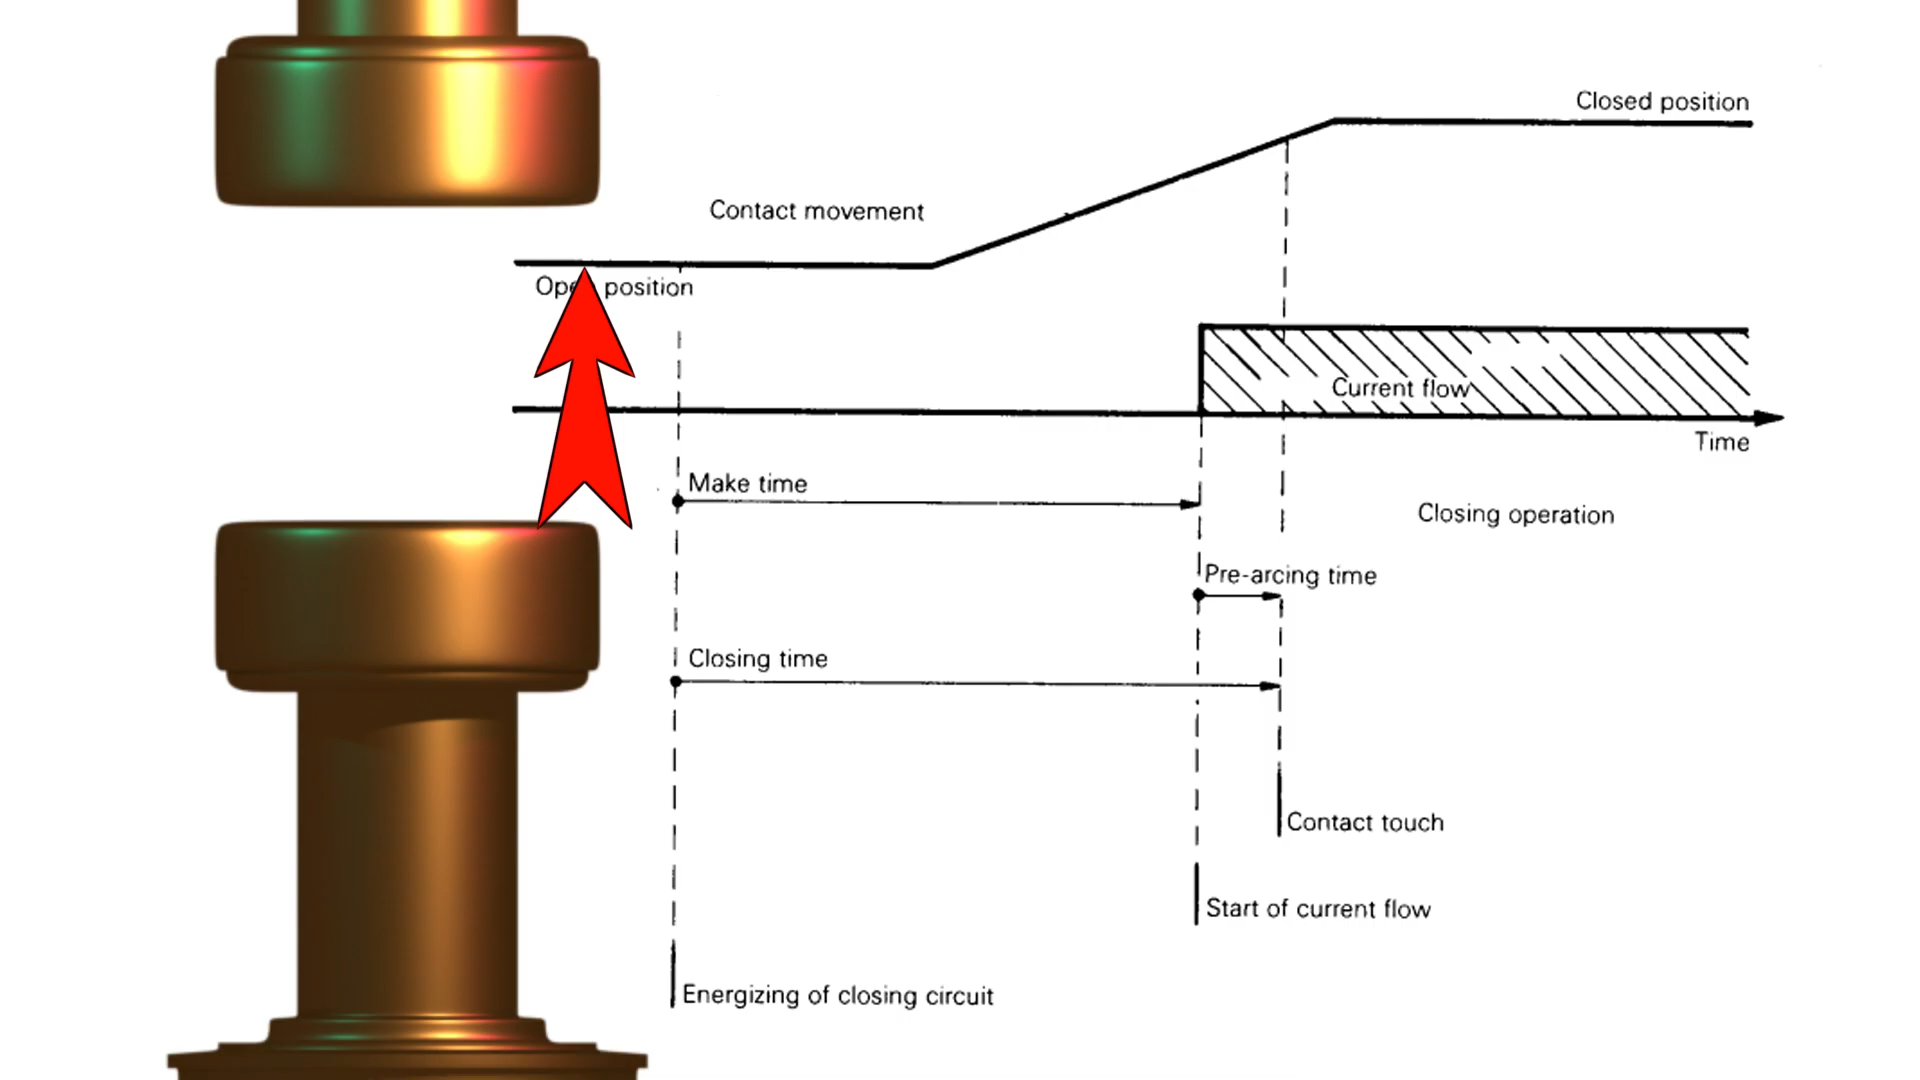 Closed position
Contact movement
Open position
Current flow
Time
Make time
Closing operation
Pre-arcing time
Closing time
Contact touch
Start of current flow
Energizing of closing circuit